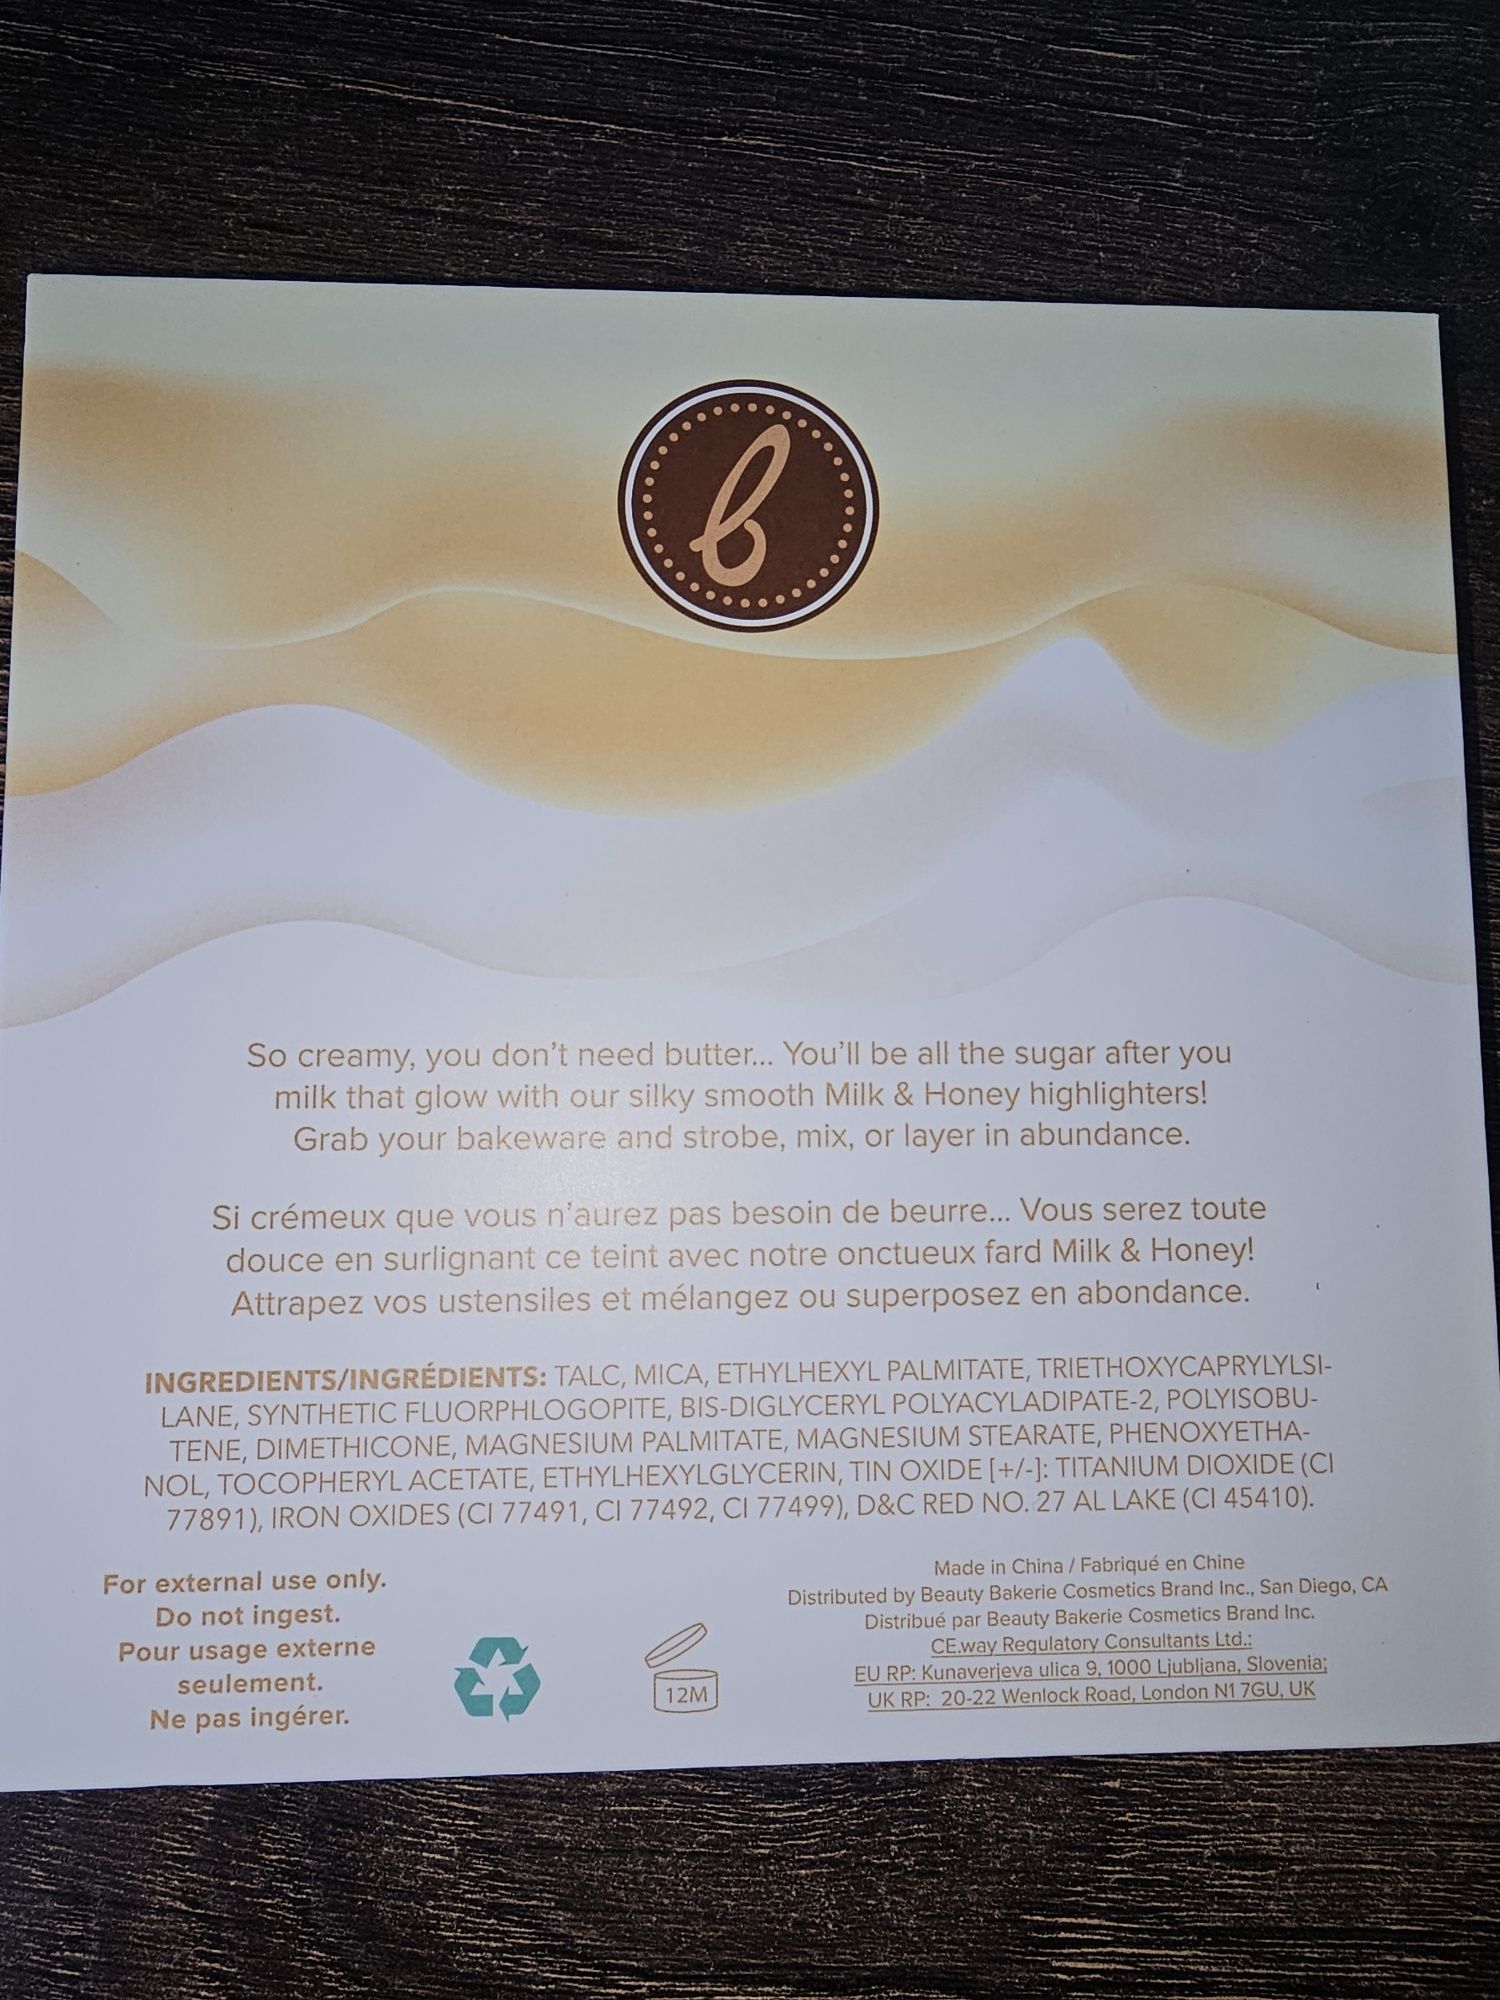 b
So creamy, you don't need butter... You'll be all the sugar after you
milk that glow with our silky smooth Milk & Honey highlighters!
Grab your bakeware and strobe, mix, or layer in abundance.
Si crémeux que vous n'aurez pas besoin de beurre... Vous serez toute
douce en surlignant ce teint avec notre onctueux fard Milk & Honey!
Attrapez vos ustensiles et mélangez ou superposez en abondance.
INGREDIENTS/INGRÉDIENTS: TALC, MICA, ETHYLHEXYL PALMITATE, TRIETHOXYCAPRYLYLSI-
LANE, SYNTHETIC FLUORPHLOGOPITE, BIS-DIGLYCERYL POLYACYLADIPATE-2, POLYISOBU-
TENE, DIMETHICONE, MAGNESIUM PALMITATE, MAGNESIUM STEARATE, PHENOXYETHA-
NOL, TOCOPHERYL ACETATE, ETHYLHEXYLGLYCERIN, TIN OXIDE [+/-]: TITANIUM DIOXIDE (CI
77891), IRON OXIDES (CI 77491, CI 77492, CI 77499), D&C RED NO. 27 AL LAKE (CI 45410).
For external use only.
Do not ingest.
Pour usage externe
seulement.
Ne pas ingérer.
12M
Made in China / Fabriqué en Chine
Distributed by Beauty Bakerie Cosmetics Brand Inc., San Diego, CA
Distribué par Beauty Bakerie Cosmetics Brand Inc.
CE.way Regulatory Consultants Ltd.:
EU RP: Kunaverjeva ulica 9, 1000 Ljubljana, Slovenia;
UK RP: 20-22 Wenlock Road, London N1 7GU, UK